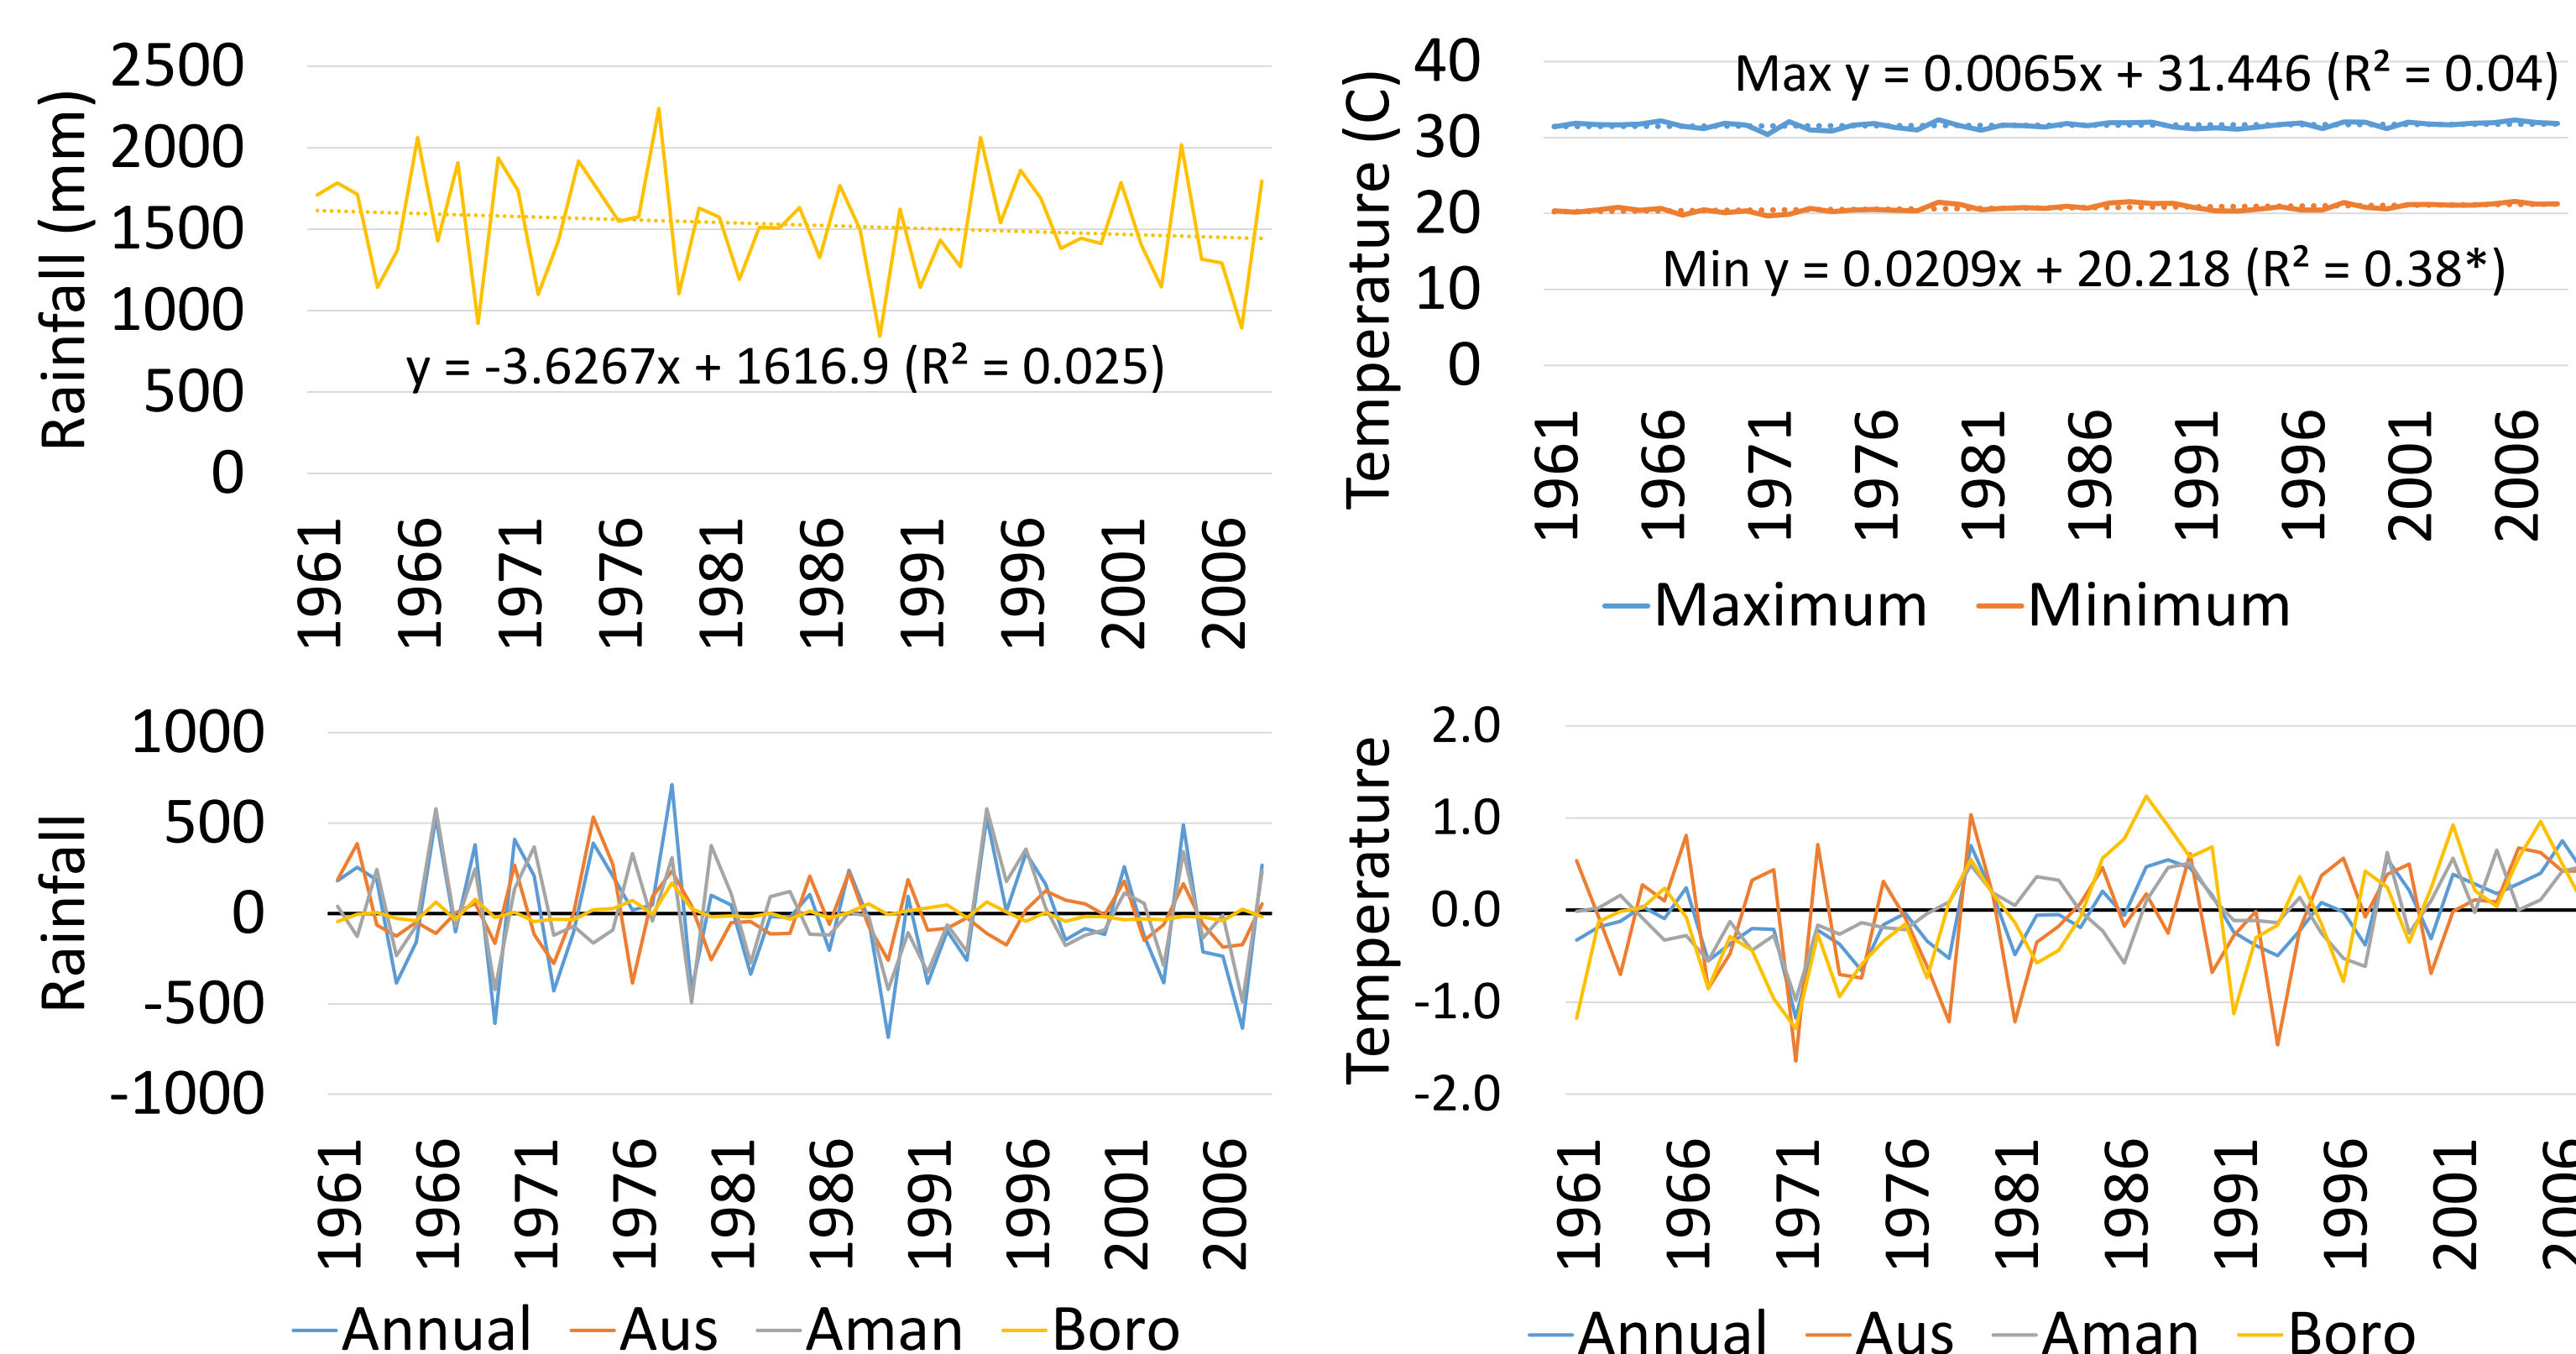 Rainfall (mm)
2500
2000
1500
1000
500
0
y = -3.6267x + 1616.9 (R² = 0.025)
1961 1966 1971 1976 1981 1986 1991 1996 2001 2006
Temperature (C)
40
30
20
10
0
Max y = 0.0065x + 31.446 (R² = 0.04)
Min y = 0.0209x + 20.218 (R² = 0.38*)
1961 1966 1971 1976 1981 1986 1991 1996 2001 2006
Maximum Minimum
Rainfall
1000
500
0
-500
-1000
1961 1966 1971 1976 1981 1986 1991 1996 2001 2006
Annual Aus Aman Boro
Temperature
2.0
1.0
0.0
-1.0
-2.0
1961 1966 1971 1976 1981 1986 1991 1996 2001 2006
Annual Aus Aman Boro